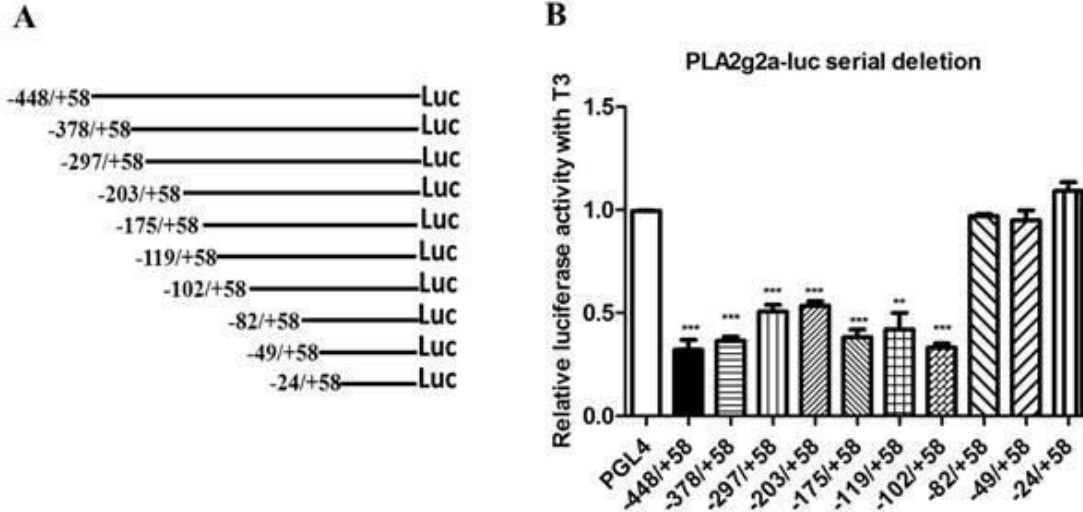 A
-448/+58 Luc
-378/+58 Luc
-297/+58 Luc
-203/+58 Luc
-175/+58 Luc
-119/+58 Luc
-102/+58 Luc
-82/+58 Luc
-49/+58 Luc
-24/+58 Luc
B
PLA2g2a-luc serial deletion
Relative luciferase activity with T3
1.5
1.0
0.5
0.0
*** *** *** *** *** ** ***
PGL4 -448/+58 -378/+58 -297/+58 -203/+58 -175/+58 -119/+58 -102/+58 -82/+58 -49/+58 -24/+58